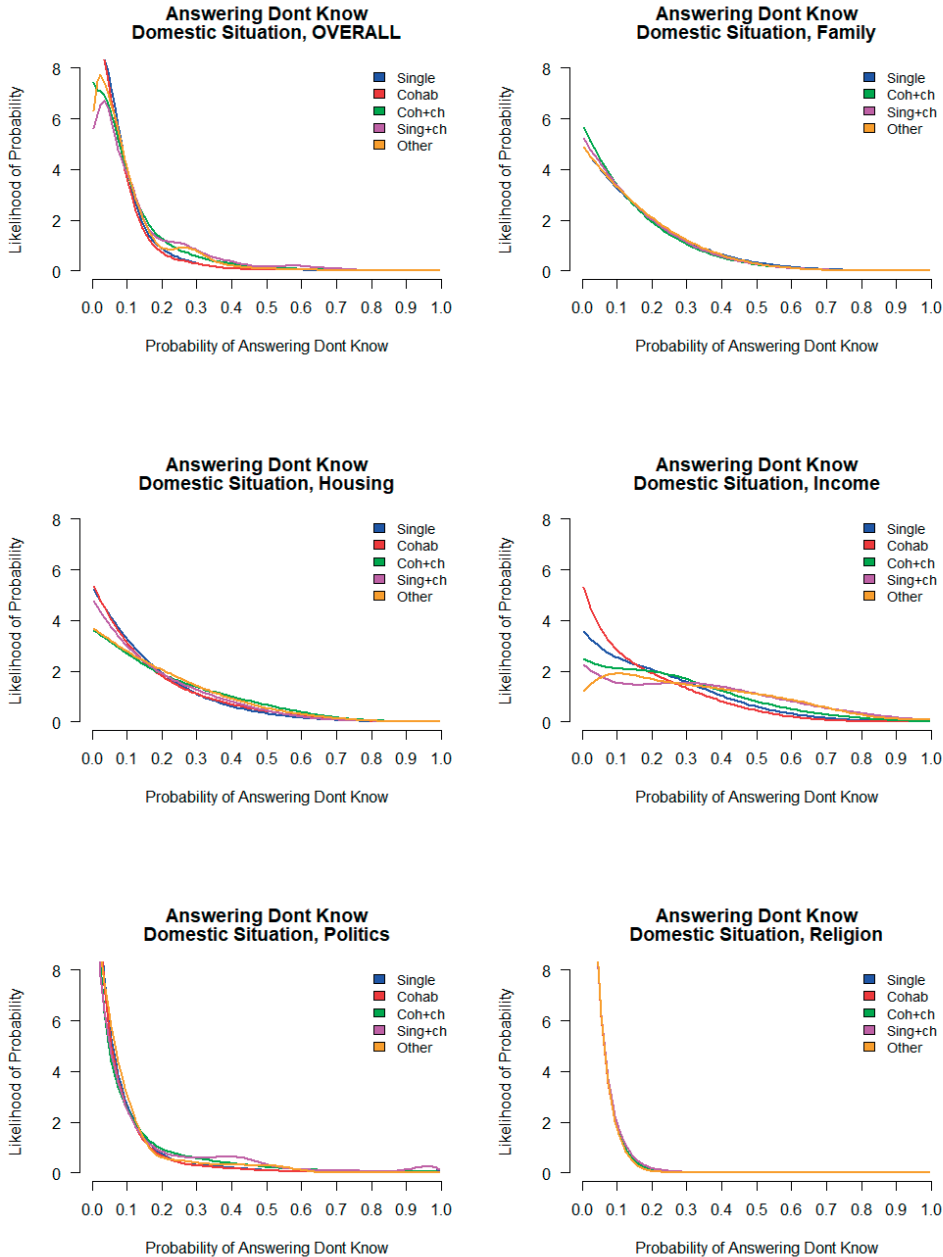 Answering Dont Know
Domestic Situation, OVERALL
Likelihood of Probability
8
6
4
2
0
Single
Cohab
Coh+ch
Sing+ch
Other
0.0 0.1 0.2 0.3 0.4 0.5 0.6 0.7 0.8 0.9 1.0
Probability of Answering Dont Know
Answering Dont Know
Domestic Situation, Family
Likelihood of Probability
8
6
4
2
0
Single
Coh+ch
Sing+ch
Other
0.0 0.1 0.2 0.3 0.4 0.5 0.6 0.7 0.8 0.9 1.0
Probability of Answering Dont Know
Answering Dont Know
Domestic Situation, Housing
Likelihood of Probability
8
6
4
2
0
Single
Cohab
Coh+ch
Sing+ch
Other
0.0 0.1 0.2 0.3 0.4 0.5 0.6 0.7 0.8 0.9 1.0
Probability of Answering Dont Know
Answering Dont Know
Domestic Situation, Income
Likelihood of Probability
8
6
4
2
0
Single
Cohab
Coh+ch
Sing+ch
Other
0.0 0.1 0.2 0.3 0.4 0.5 0.6 0.7 0.8 0.9 1.0
Probability of Answering Dont Know
Answering Dont Know
Domestic Situation, Politics
Likelihood of Probability
8
6
4
2
0
Single
Cohab
Coh+ch
Sing+ch
Other
0.0 0.1 0.2 0.3 0.4 0.5 0.6 0.7 0.8 0.9 1.0
Probability of Answering Dont Know
Answering Dont Know
Domestic Situation, Religion
Likelihood of Probability
8
6
4
2
0
Single
Cohab
Coh+ch
Sing+ch
Other
0.0 0.1 0.2 0.3 0.4 0.5 0.6 0.7 0.8 0.9 1.0
Probability of Answering Dont Know